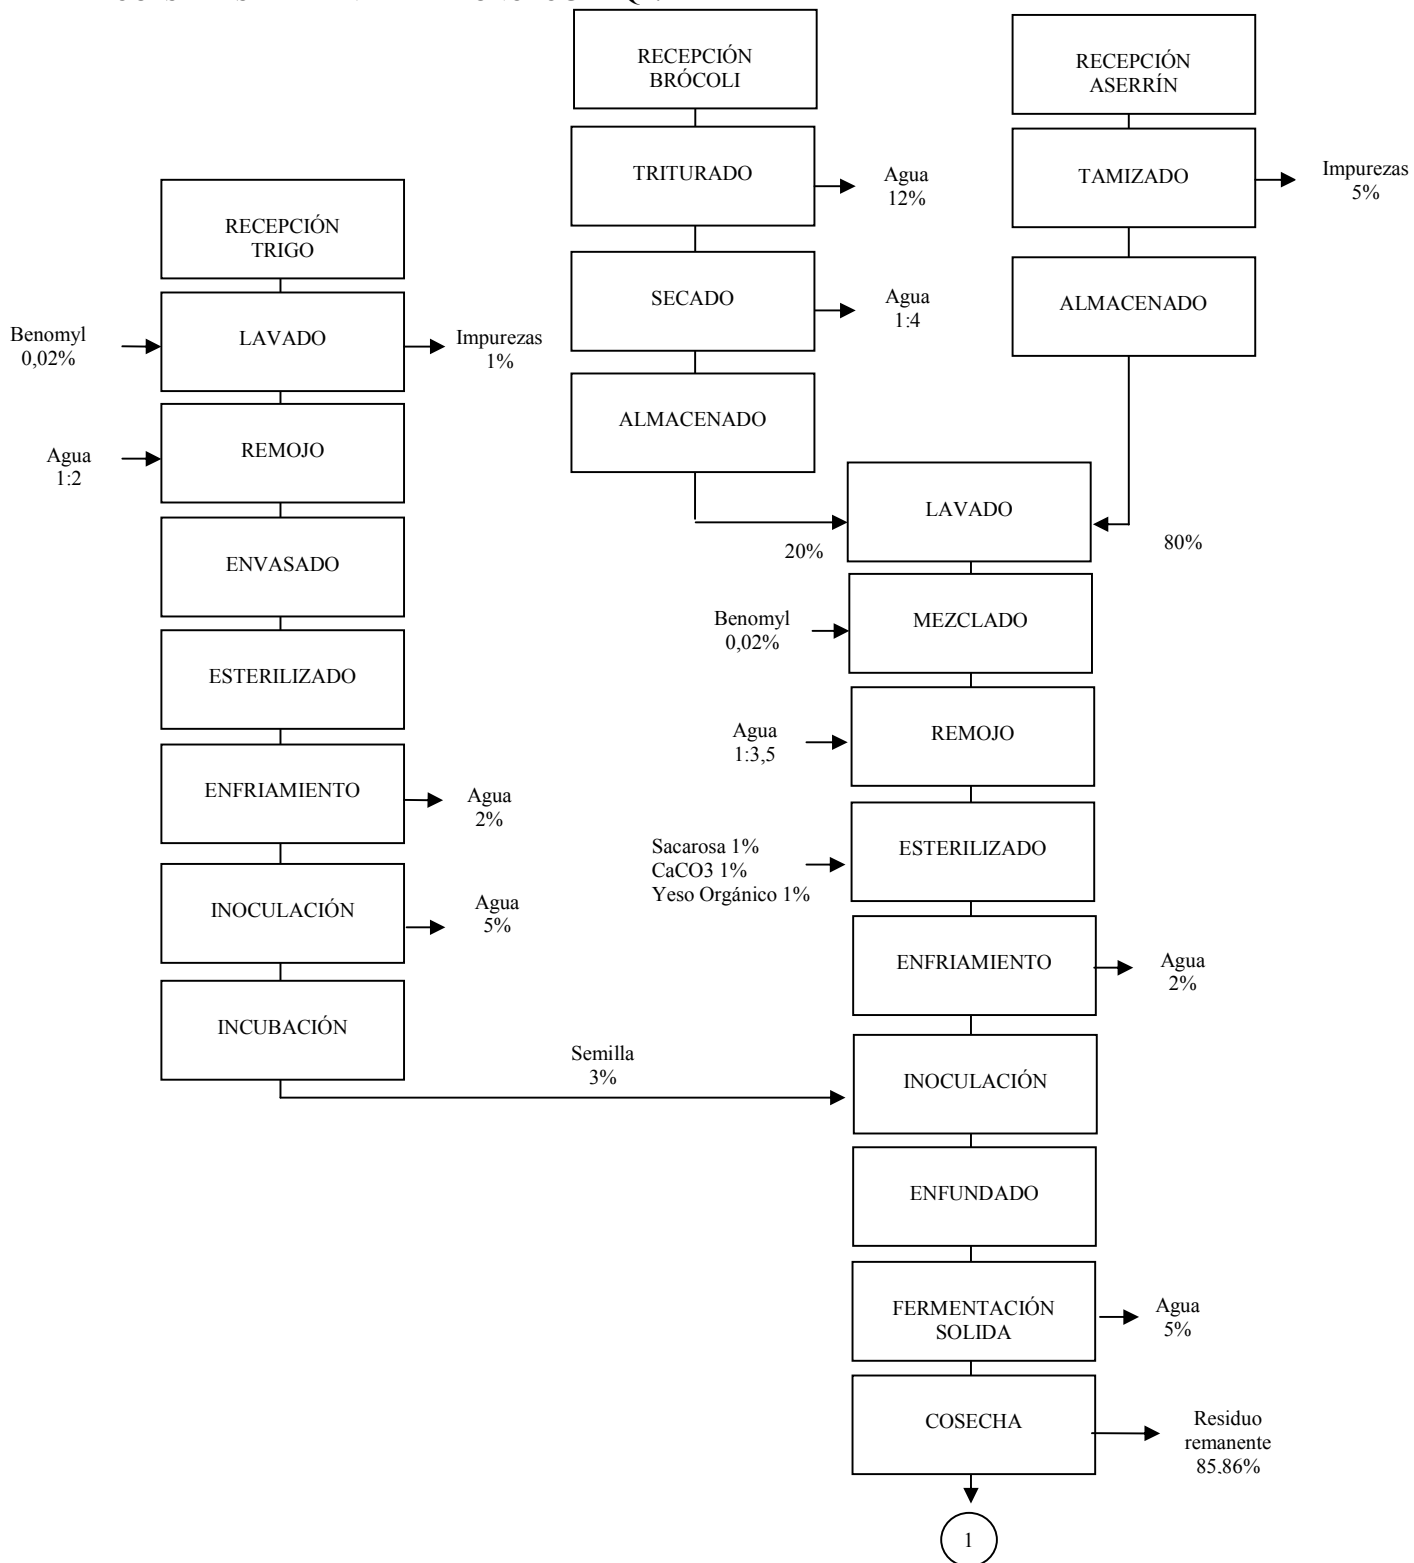 RECEPCIÓN
BRÓCOLI
RECEPCIÓN
ASERRÍN
TRITURADO
Agua
12%
TAMIZADO
Impurezas
5%
RECEPCIÓN
TRIGO
SECADO
Agua
1:4
ALMACENADO
Benomyl
0,02%
LAVADO
Impurezas
1%
ALMACENADO
Agua
1:2
REMOJO
LAVADO
20%
80%
ENVASADO
Benomyl
0,02%
MEZCLADO
ESTERILIZADO
Agua
1:3,5
REMOJO
ENFRIAMIENTO
Agua
2%
Sacarosa 1%
CaCO3 1%
Yeso Orgánico 1%
ESTERILIZADO
INOCULACIÓN
Agua
5%
ENFRIAMIENTO
Agua
2%
INCUBACIÓN
Semilla
3%
INOCULACIÓN
ENFUNDADO
FERMENTACIÓN
SOLIDA
Agua
5%
COSECHA
Residuo
remanente
85,86%
1